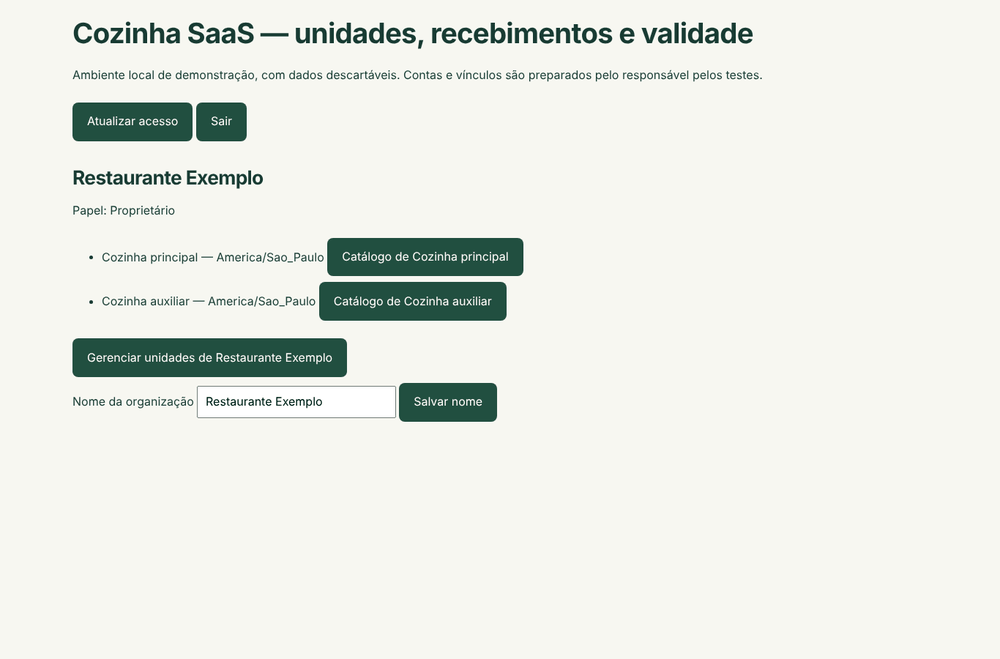 Cozinha SaaS — unidades, recebimentos e validade
Ambiente local de demonstração, com dados descartáveis. Contas e vínculos são preparados pelo responsável pelos testes.
Atualizar acesso Sair
Restaurante Exemplo
Papel: Proprietário
• Cozinha principal — America/Sao_Paulo Catálogo de Cozinha principal
• Cozinha auxiliar — America/Sao_Paulo Catálogo de Cozinha auxiliar
Gerenciar unidades de Restaurante Exemplo
Nome da organização Restaurante Exemplo Salvar nome